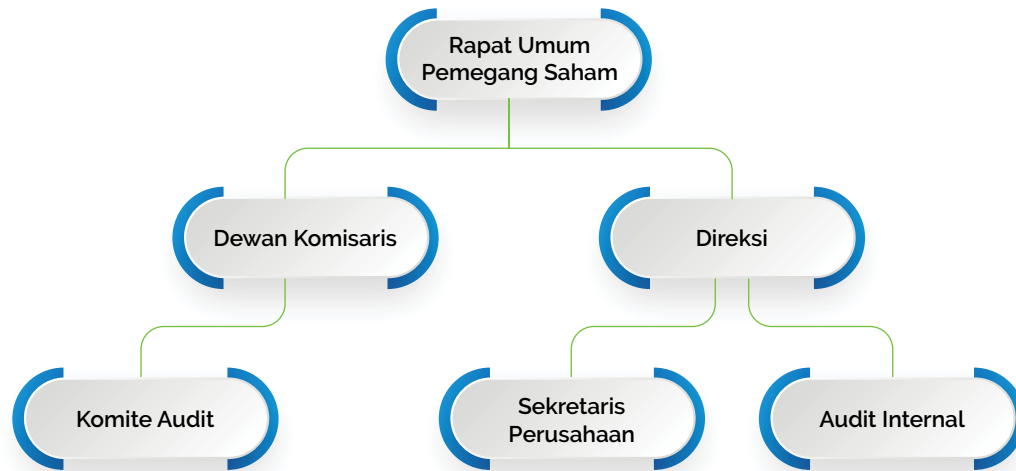 Rapat Umum
Pemegang Saham
Dewan Komisaris
Direksi
Komite Audit
Sekretaris
Perusahaan
Audit Internal